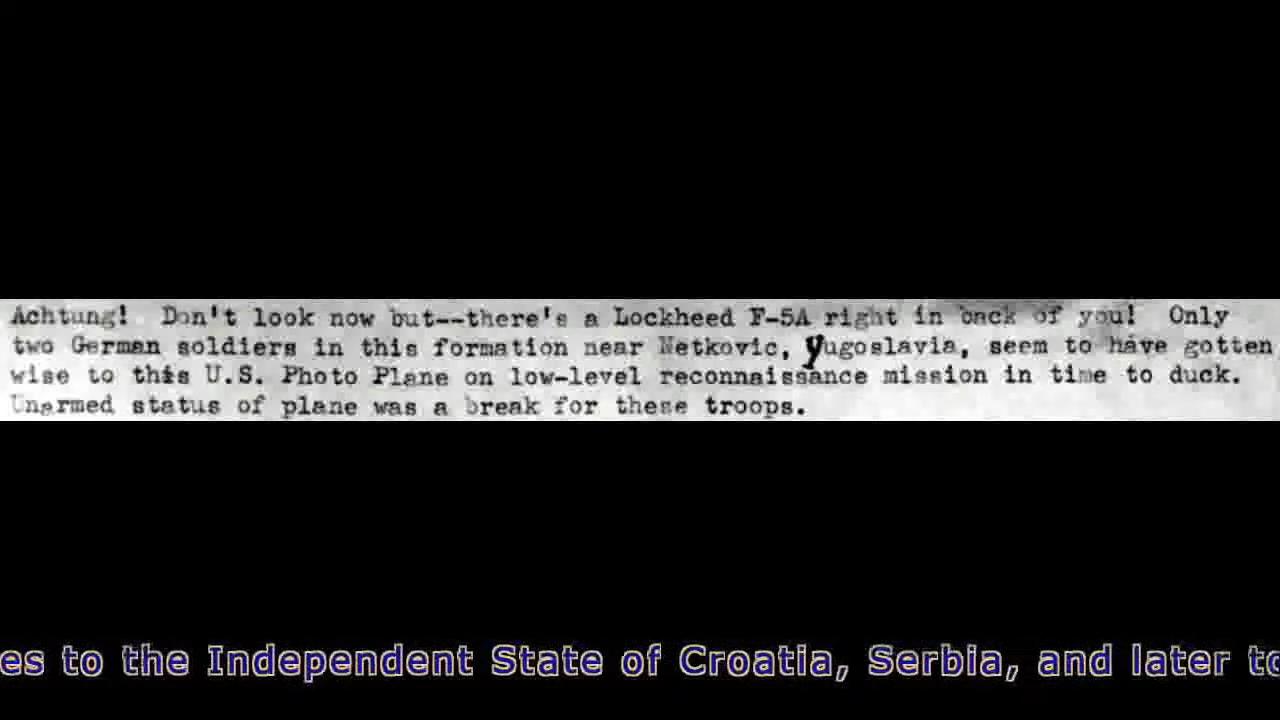 Achtung! Don't look now but--there's a Lockheed F-5A right in back of you! Only
two German soldiers in this formation near Netkovic, Yugoslavia, seem to have gotten
wise to this U.S. Photo Plane on low-level reconnaissance mission in time to duck.
Unarmed status of plane was a break for these troops.
es to the Independent State of Croatia, Serbia, and later to